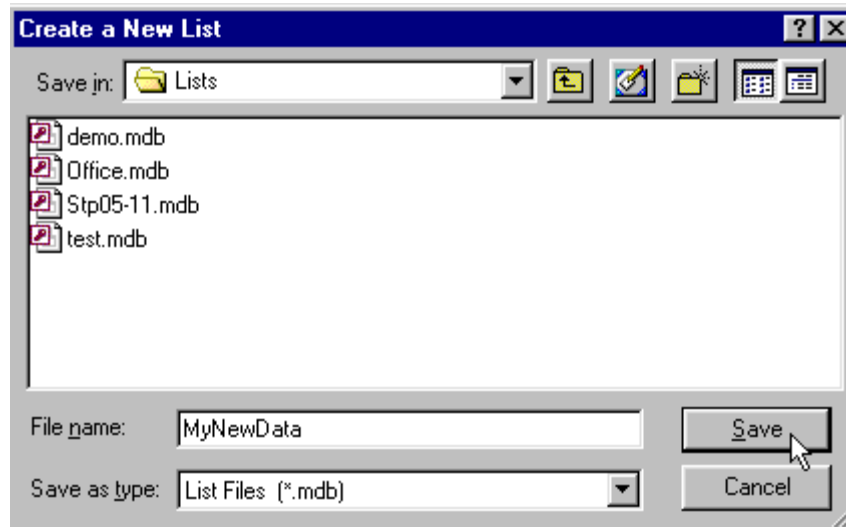 Create a New List
Save in: Lists
demo.mdb
Office.mdb
Stp05-11.mdb
test.mdb
File name: MyNewData Save
Save as type: List Files (*.mdb) Cancel